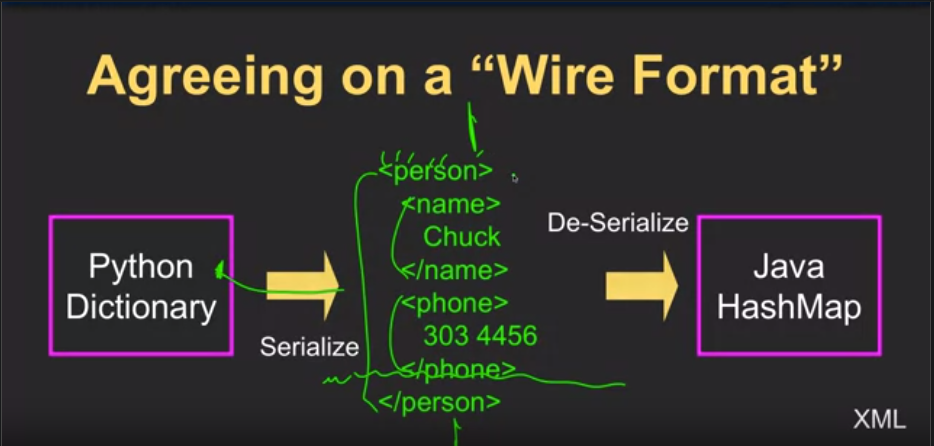 Agreeing on a “Wire Format”
<person>
<name>
Chuck
</name>
<phone>
303 4456
</phone>
</person>
Python
Dictionary
Serialize
De-Serialize
Java
HashMap
XML